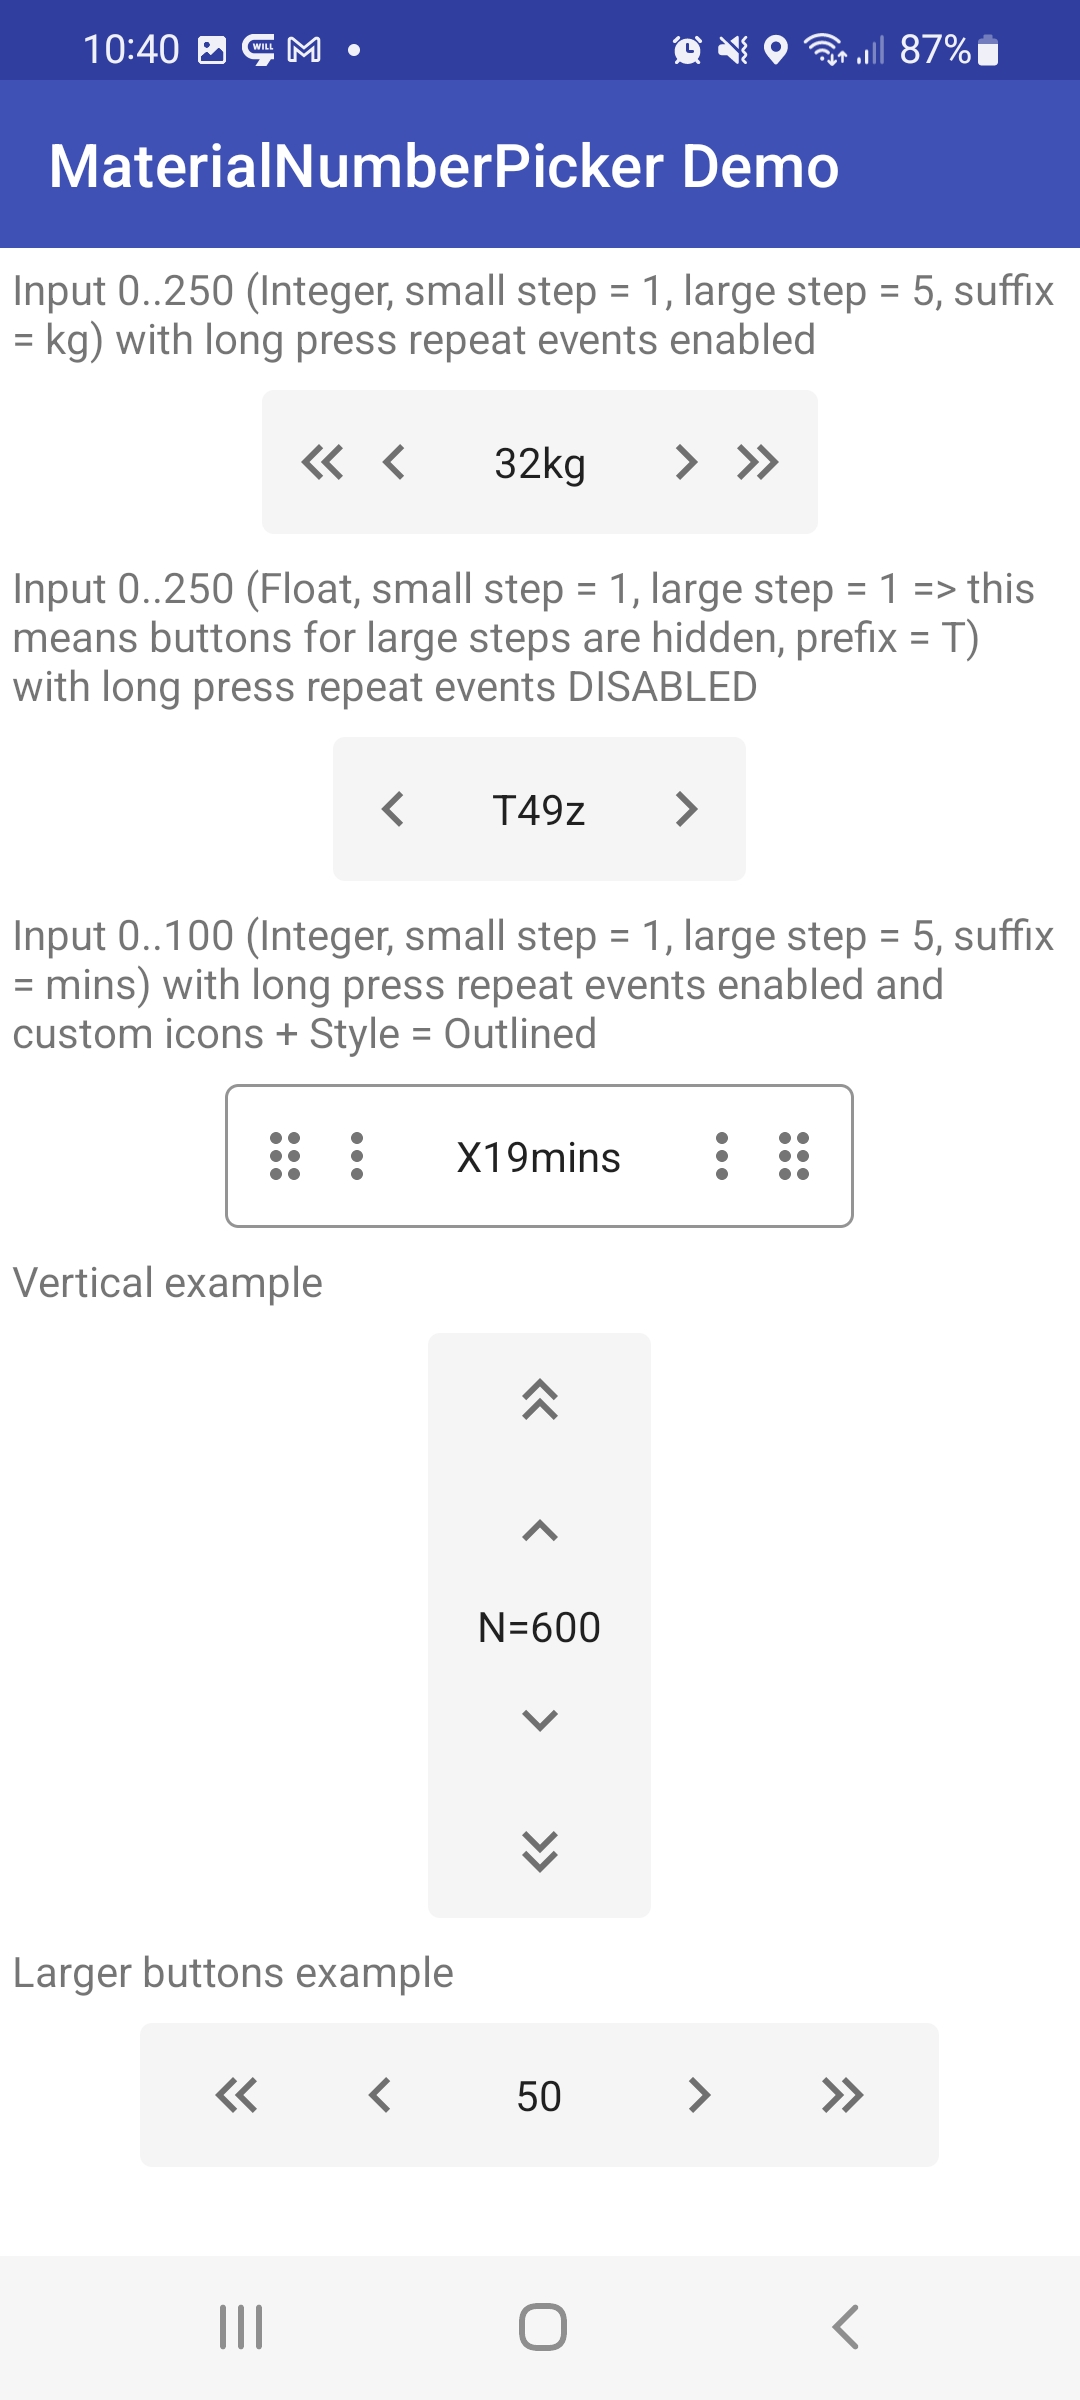 10:40
WILL
87%
MaterialNumberPicker Demo
Input 0..250 (Integer, small step = 1, large step = 5, suffix
= kg) with long press repeat events enabled
32kg
Input 0..250 (Float, small step = 1, large step = 1 => this
means buttons for large steps are hidden, prefix = T)
with long press repeat events DISABLED
T49z
Input 0..100 (Integer, small step = 1, large step = 5, suffix
= mins) with long press repeat events enabled and
custom icons + Style = Outlined
X19mins
Vertical example
N=600
Larger buttons example
50